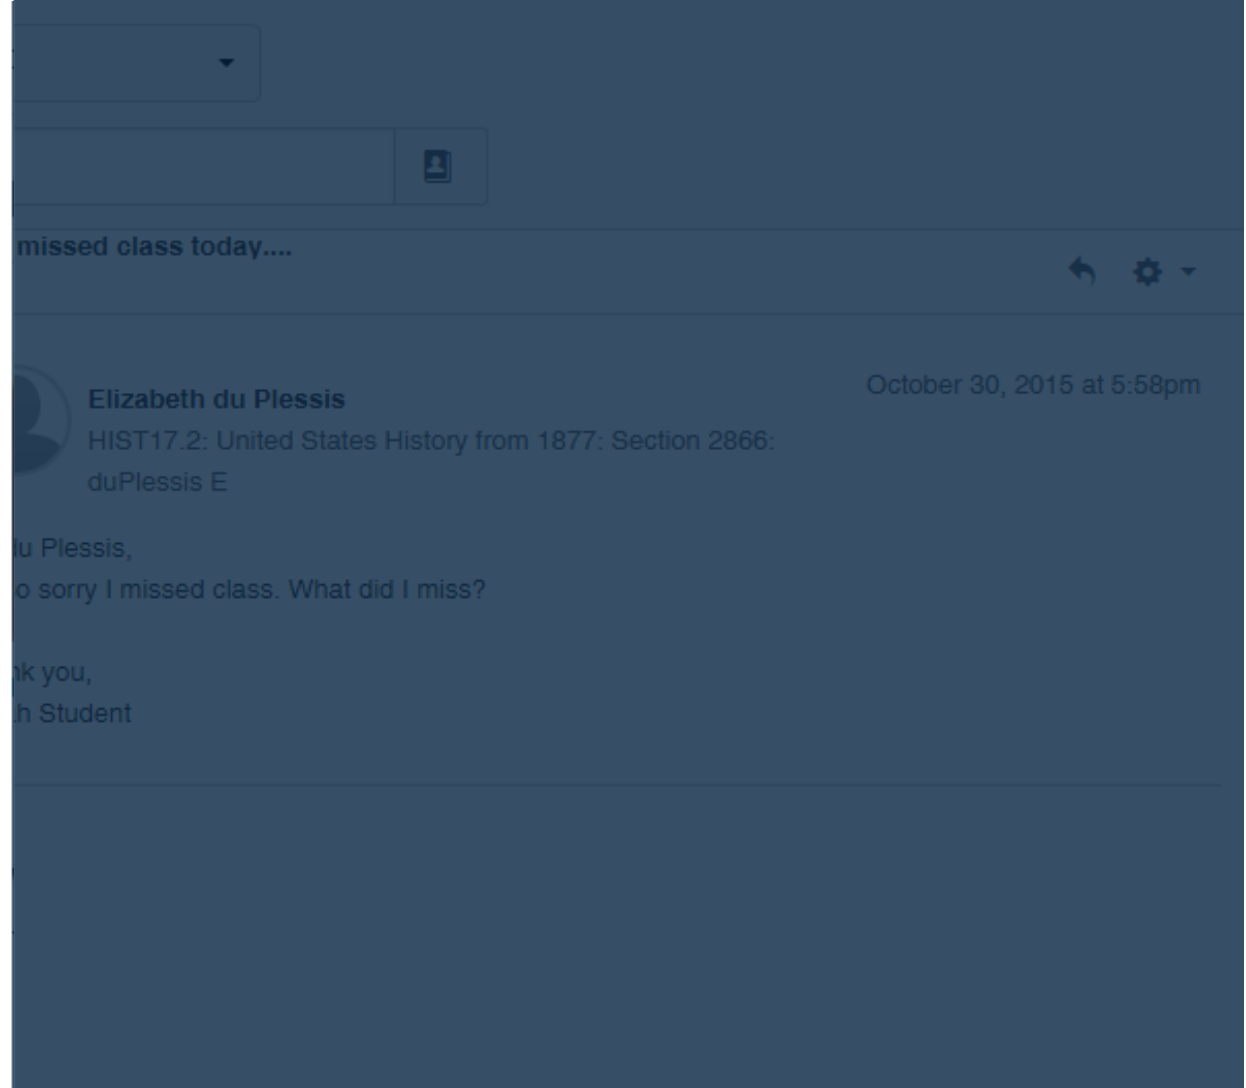 missed class today....
Elizabeth du Plessis
October 30, 2015 at 5:58pm
HIST17.2: United States History from 1877: Section 2866:
duPlessis E
Plessis,
sorry I missed class. What did I miss?
you,
Student